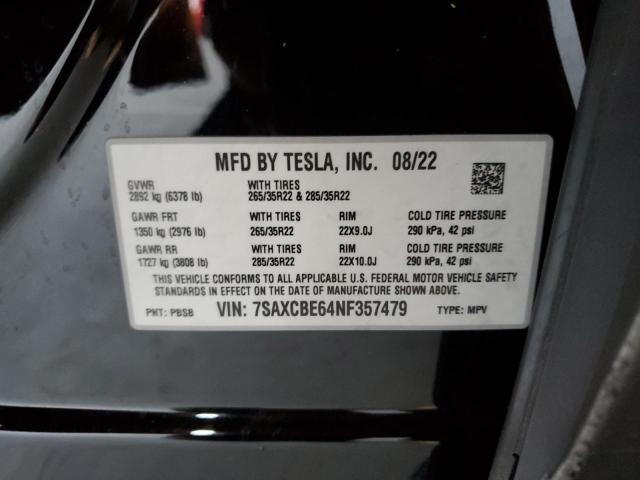 MFD BY TESLA, INC. 08/22
GVWR WITH TIRES
2892 kg (6378 lb) 265/35R22 & 285/35R22
GAWR FRT WITH TIRES RIM COLD TIRE PRESSURE
1350 kg (2976 lb) 265/35R22 22X9.0J 290 kPa, 42 psi
GAWR RR WITH TIRES RIM COLD TIRE PRESSURE
1727 kg (3808 lb) 285/35R22 22X10.0J 290 kPa, 42 psi
THIS VEHICLE CONFORMS TO ALL APPLICABLE U.S. FEDERAL MOTOR VEHICLE SAFETY
STANDARDS IN EFFECT ON THE DATE OF MANUFACTURE SHOWN ABOVE.
PNT: PBSB VIN: 7SAXCBE64NF357479 TYPE: MPV